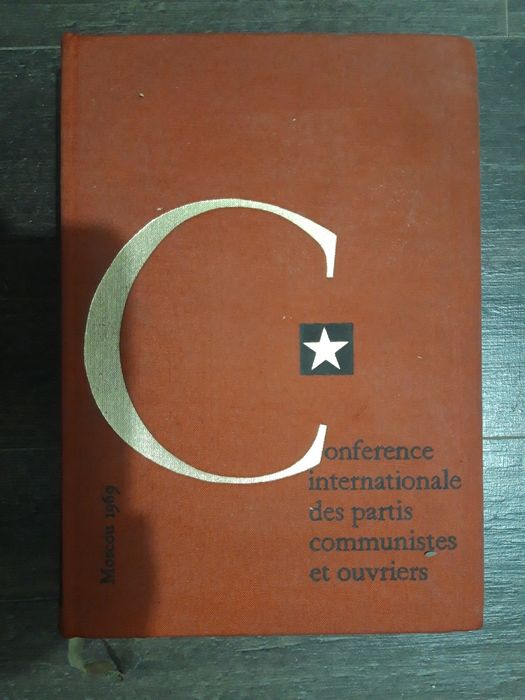 Conference
internationale
des partis
communistes
et ouvriers
Moscou 1969